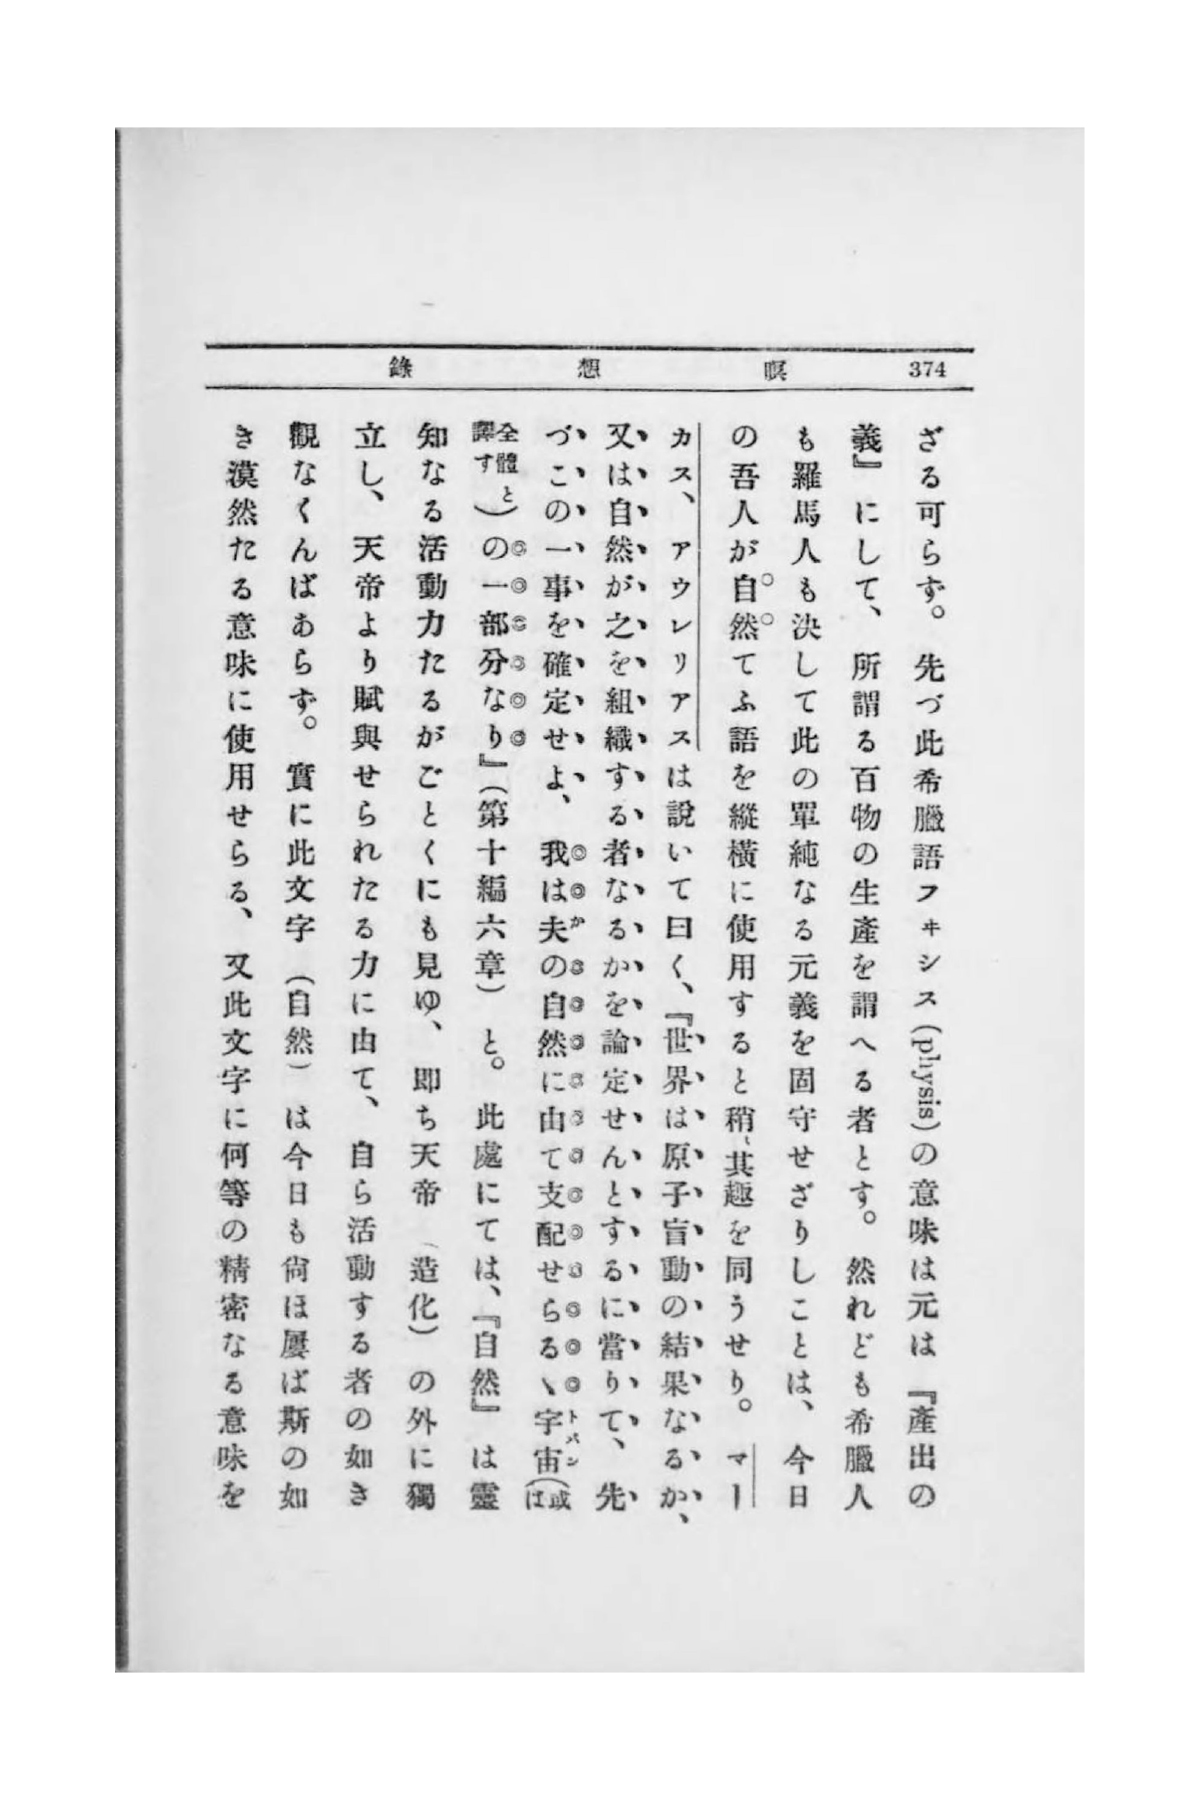 374 瞑想錄
ざる可らず。先づ此希臘語フヰシス(physis)の意味は元は『產出の
義』にして、所謂る百物の生產を謂へる者とす。然れども希臘人
も羅馬人も決して此の單純なる元義を固守せざりしことは、今日
の吾人が自然てふ語を縱橫に使用すると稍〻其趣を同うせり。マー
カス、アウレリアスは說いて曰く、『世界は原子盲動の結果なるか、
又は自然が之を組織する者なるかを論定せんとするに當りて、先
づこの一事を確定せよ、我は夫の自然に由て支配せらるヽ宇宙(或は
全體と譯す)の一部分なり』(第十編六章)と。此處にては、『自然』は靈
知なる活動力たるがごとくにも見ゆ、即ち天帝(造化)の外に獨
立し、天帝より賦與せられたる力に由て、自ら活動する者の如き
觀なくんばあらず。實に此文字(自然)は今日も尙ほ屢ば斯の如
き漠然たる意味に使用せらる、又此文字に何等の精密なる意味を